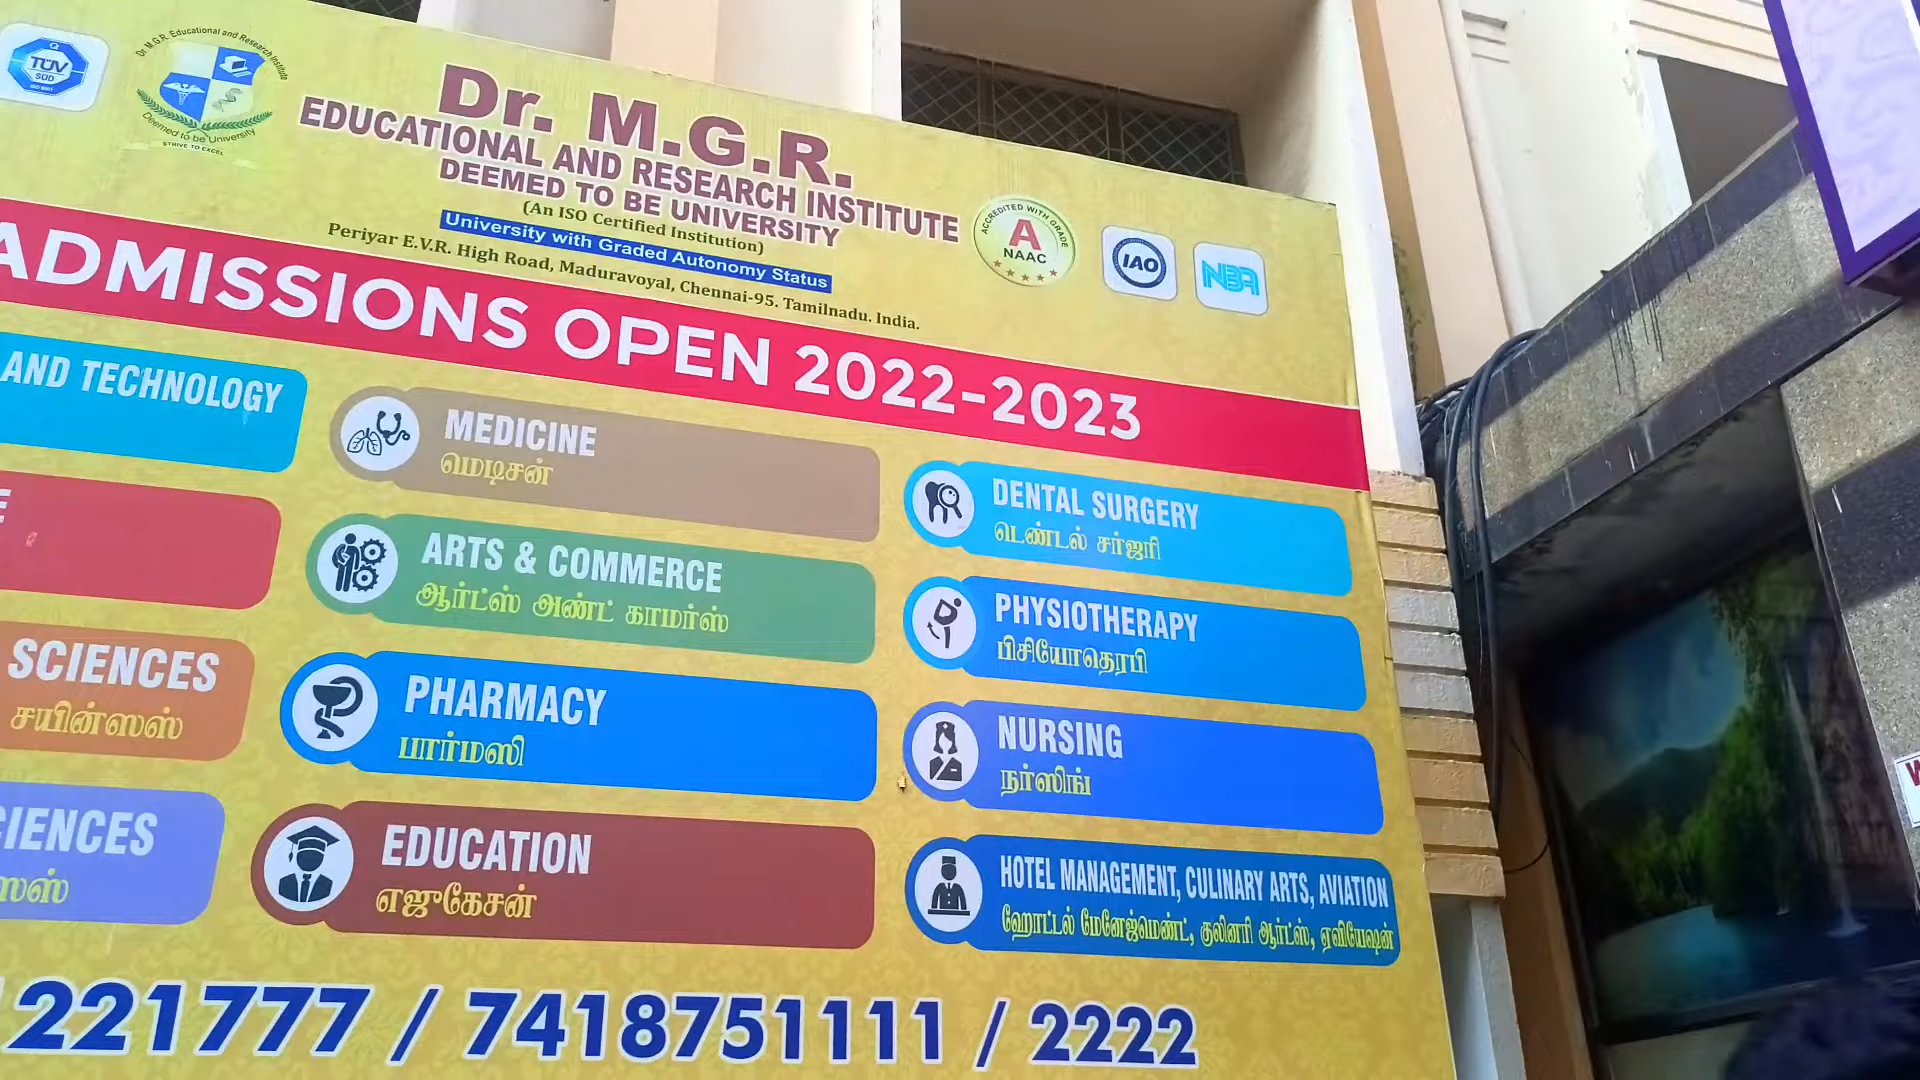 TÜV
SÜD
ISO 9001
Dr. M.G.R. Educational and Research Institute
Deemed to be University
STRIVE TO EXCEL
Dr. M.G.R.
EDUCATIONAL AND RESEARCH INSTITUTE
DEEMED TO BE UNIVERSITY
(An ISO Certified Institution)
University with Graded Autonomy Status
Periyar E.V.R. High Road, Maduravoyal, Chennai-95. Tamilnadu. India.
ACCREDITED WITH GRADE
A
NAAC
IAO
NBA
ADMISSIONS OPEN 2022-2023
AND TECHNOLOGY
E
SCIENCES
சயின்ஸஸ்
CIENCES
ஸஸ்
MEDICINE
மெடிசன்
ARTS & COMMERCE
ஆர்ட்ஸ் அண்ட் காமர்ஸ்
PHARMACY
பார்மஸி
EDUCATION
எஜுகேசன்
DENTAL SURGERY
டெண்டல் சர்ஜரி
PHYSIOTHERAPY
பிசியோதெரபி
NURSING
நர்ஸிங்
HOTEL MANAGEMENT, CULINARY ARTS, AVIATION
ஹோட்டல் மேனேஜ்மெண்ட், குலினரி ஆர்ட்ஸ், ஏவியேஷன்
221777 / 7418751111 / 2222